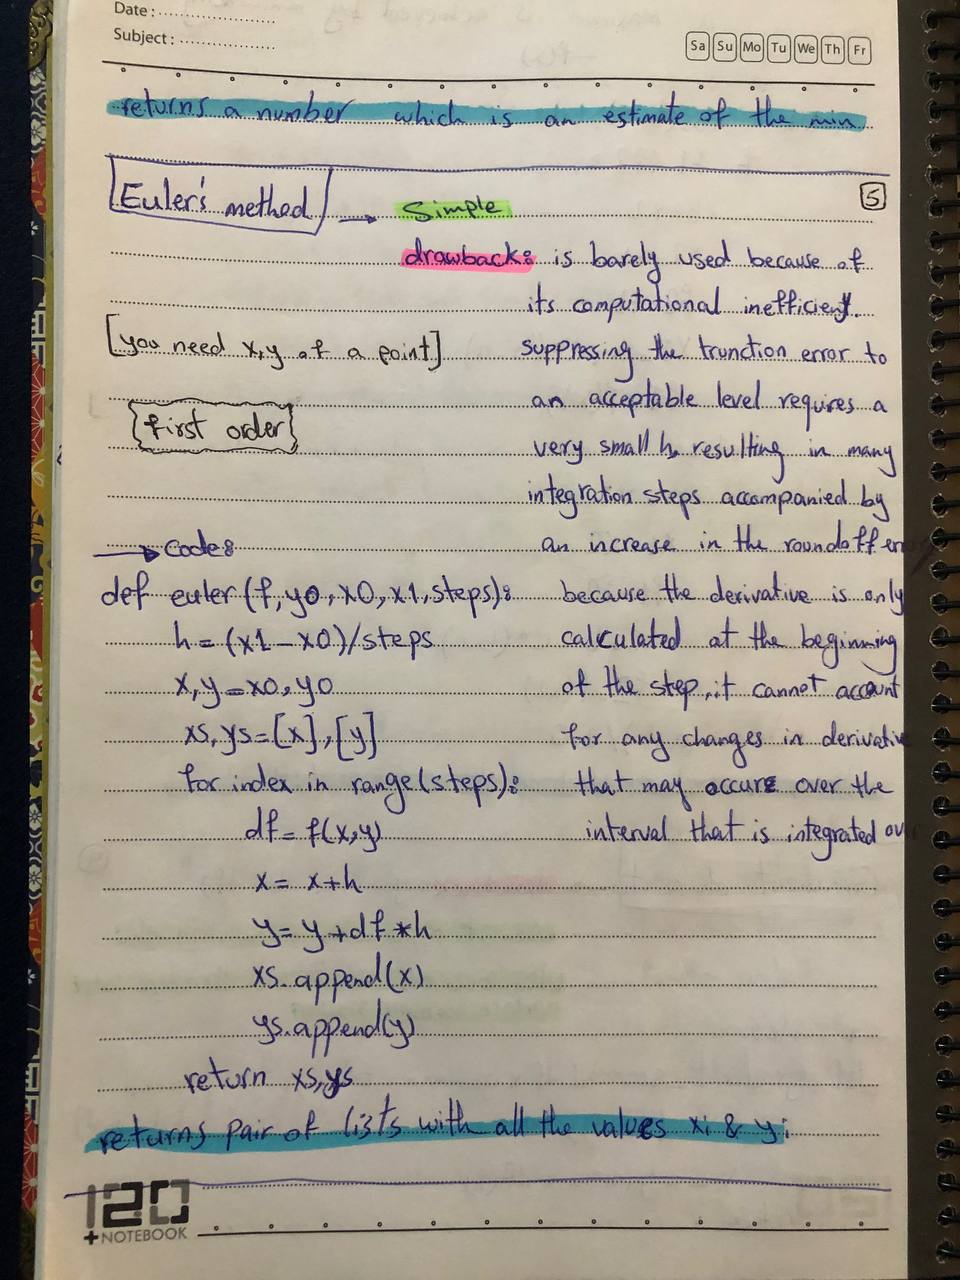 Date : ........................
Subject : ...................
Sa Su Mo Tu We Th Fr
returns a number which is an estimate of the min
Euler's method → Simple
5
drawback: is barely used because of
its computational inefficient.
[you need x,y of a point]
suppressing the trunction error to
an acceptable level requires a
{first order}
very small h, resulting in many
integration steps accompanied by
an increase in the roundoff error
because the derivative is only
calculated at the beginning
of the step, it cannot account
for any changes in derivative
that may occure over the
interval that is integrated over
→ code:
def euler(f,y0,x0,x1,steps):
h=(x1-x0)/steps
x,y=x0,y0
xs,ys=[x],[y]
for index in range(steps):
df=f(x,y)
x= x+h
y= y+df*h
xs.append(x)
ys.append(y)
return xs,ys
returns pair of lists with all the values xi & yi
120
+NOTEBOOK